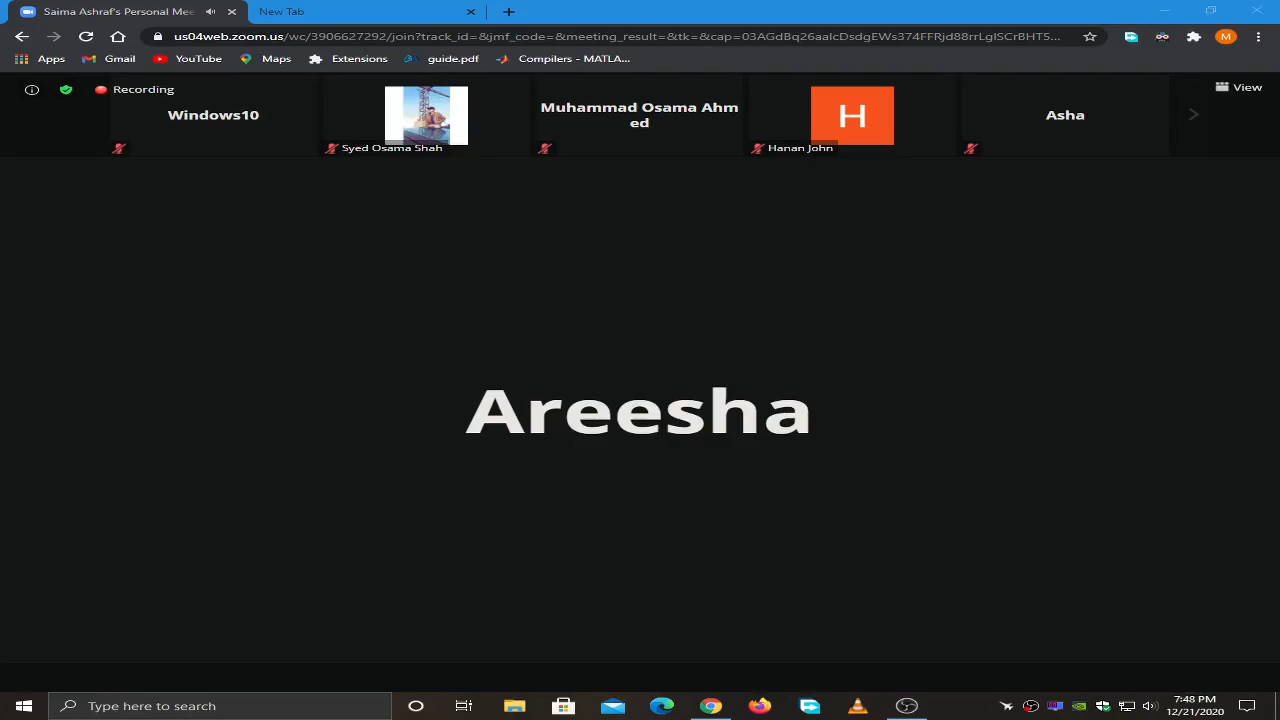 Saima Ashraf's Personal Mee
New Tab
us04web.zoom.us/wc/3906627292/join?track_id=&jmf_code=&meeting_result=&tk=&cap=03AGdBq26aaIcDsdgEWs374FFRjd88rrLgISCrBHT5...
M
Apps
Gmail
YouTube
Maps
Extensions
guide.pdf
Compilers - MATLA...
Recording
View
Windows10
Syed Osama Shah
Muhammad Osama Ahm
ed
H
Hanan John
Asha
Areesha
Type here to search
7:48 PM
12/21/2020